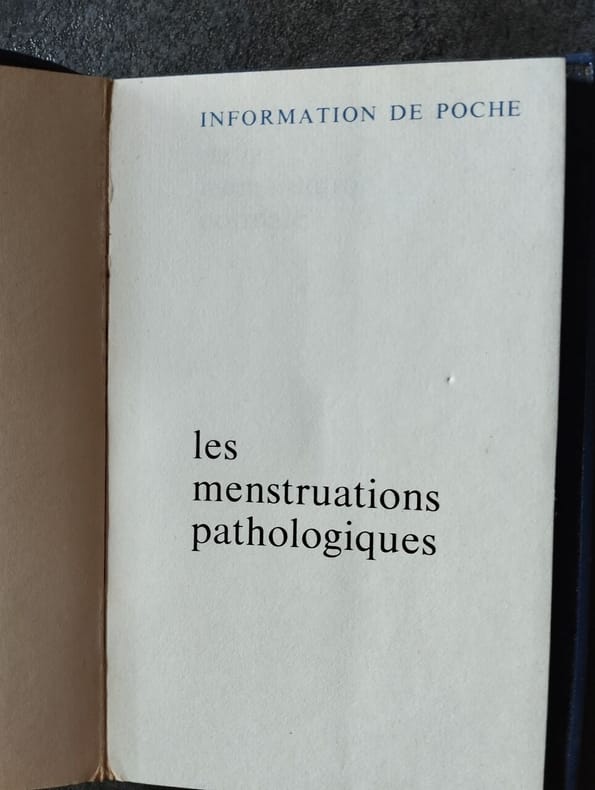 INFORMATION DE POCHE
les
menstruations
pathologiques